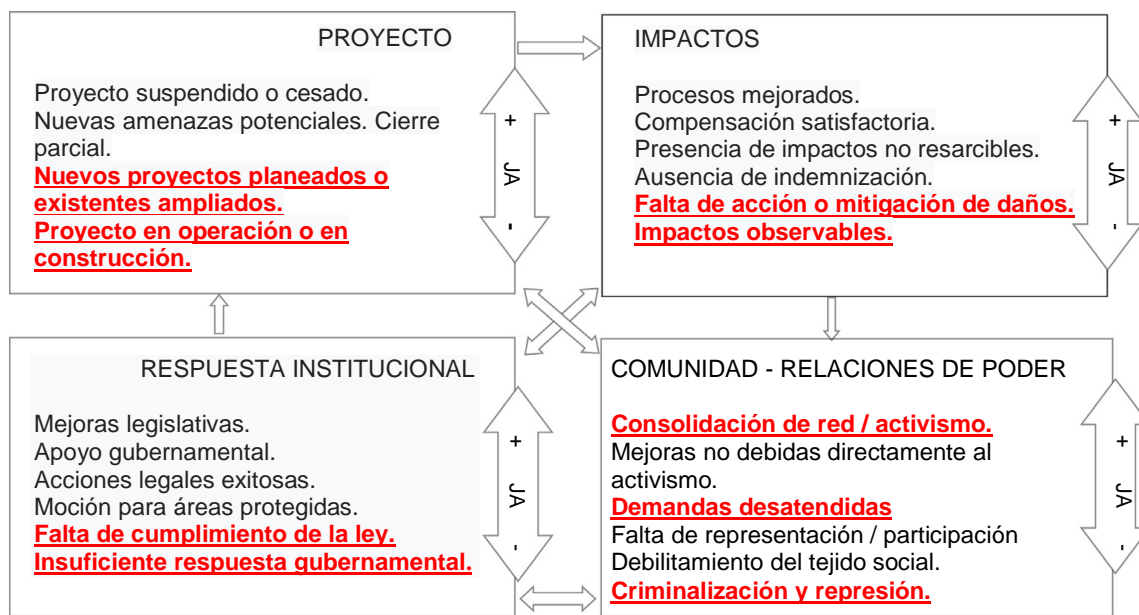 PROYECTO
Proyecto suspendido o cesado.
Nuevas amenazas potenciales. Cierre
parcial.
Nuevos proyectos planeados o
existentes ampliados.
Proyecto en operación o en
construcción.
+
JA
-
IMPACTOS
Procesos mejorados.
Compensación satisfactoria.
Presencia de impactos no resarcibles.
Ausencia de indemnización.
Falta de acción o mitigación de daños.
Impactos observables.
+
JA
-
RESPUESTA INSTITUCIONAL
Mejoras legislativas.
Apoyo gubernamental.
Acciones legales exitosas.
Moción para áreas protegidas.
Falta de cumplimiento de la ley.
Insuficiente respuesta gubernamental.
+
JA
-
COMUNIDAD - RELACIONES DE PODER
Consolidación de red / activismo.
Mejoras no debidas directamente al
activismo.
Demandas desatendidas
Falta de representación / participación
Debilitamiento del tejido social.
Criminalización y represión.
+
JA
-